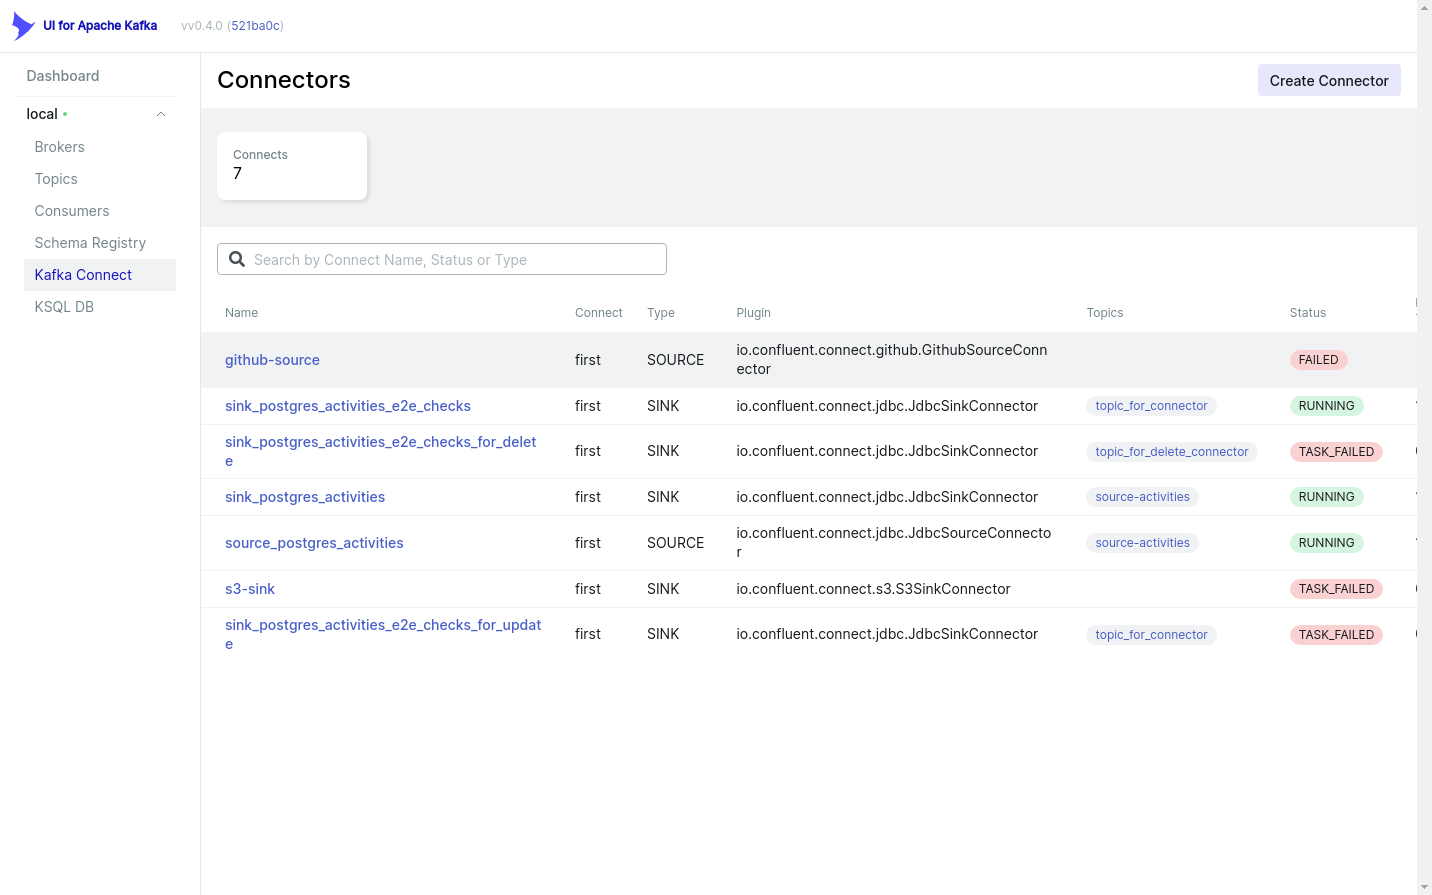 UI for Apache Kafka vv0.4.0 (521ba0c)
Dashboard
local
Brokers
Topics
Consumers
Schema Registry
Kafka Connect
KSQL DB
Connectors
Create Connector
Connects
7
Search by Connect Name, Status or Type
Name Connect Type Plugin Topics Status
github-source first SOURCE io.confluent.connect.github.GithubSourceConn
ector FAILED
sink_postgres_activities_e2e_checks first SINK io.confluent.connect.jdbc.JdbcSinkConnector topic_for_connector RUNNING
sink_postgres_activities_e2e_checks_for_delet
e first SINK io.confluent.connect.jdbc.JdbcSinkConnector topic_for_delete_connector TASK_FAILED
sink_postgres_activities first SINK io.confluent.connect.jdbc.JdbcSinkConnector source-activities RUNNING
source_postgres_activities first SOURCE io.confluent.connect.jdbc.JdbcSourceConnecto
r source-activities RUNNING
s3-sink first SINK io.confluent.connect.s3.S3SinkConnector TASK_FAILED
sink_postgres_activities_e2e_checks_for_updat
e first SINK io.confluent.connect.jdbc.JdbcSinkConnector topic_for_connector TASK_FAILED